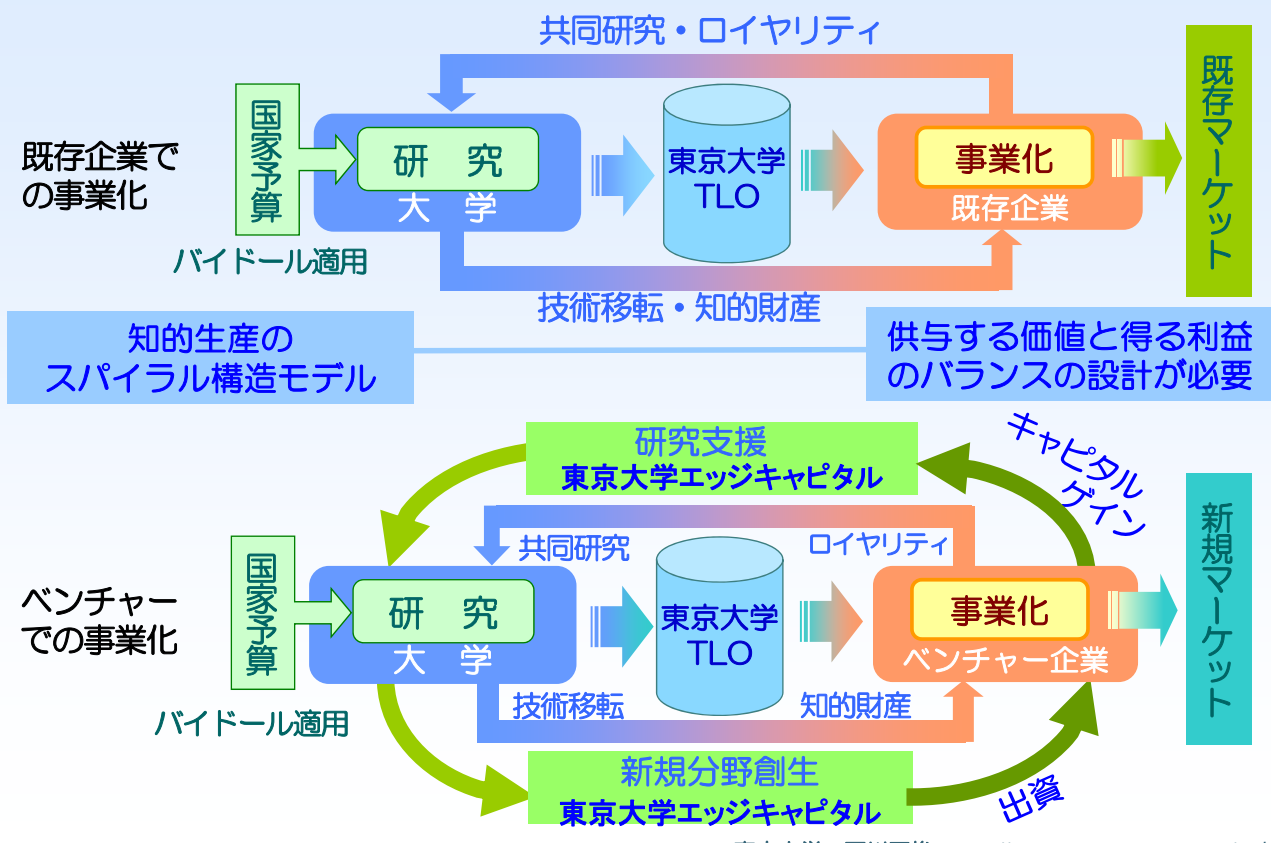 共同研究・ロイヤリティ
既存マーケット
国家予算
既存企業で
の事業化
研 究
大 学
東京大学
TLO
事業化
既存企業
バイドール適用
技術移転・知的財産
知的生産の
スパイラル構造モデル
供与する価値と得る利益
のバランスの設計が必要
研究支援
東京大学エッジキャピタル
キャピタル
ゲイン
新規マーケット
共同研究
ロイヤリティ
国家予算
ベンチャー
での事業化
研 究
大 学
東京大学
TLO
事業化
ベンチャー企業
バイドール適用
技術移転
知的財産
新規分野創生
東京大学エッジキャピタル
出資